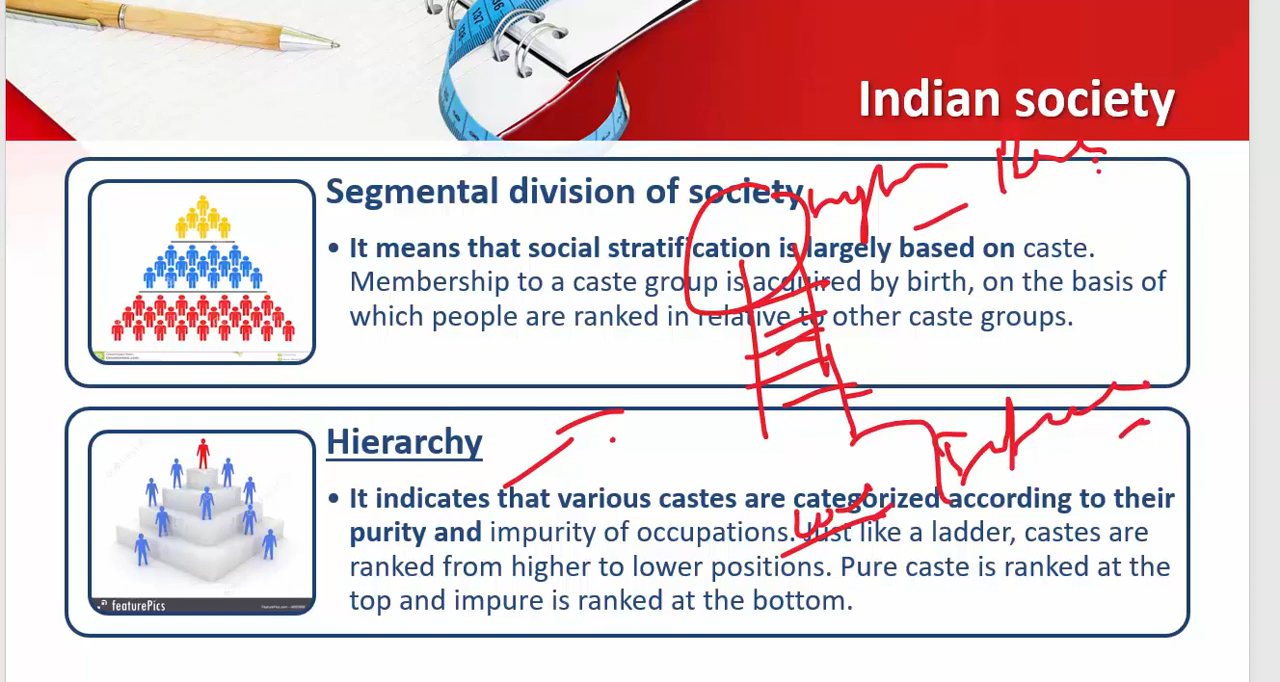 Indian society
Segmental division of society
• It means that social stratification is largely based on caste.
Membership to a caste group is acquired by birth, on the basis of
which people are ranked in relative to other caste groups.
Hierarchy
• It indicates that various castes are categorized according to their
purity and impurity of occupations. Just like a ladder, castes are
ranked from higher to lower positions. Pure caste is ranked at the
top and impure is ranked at the bottom.
featurePics